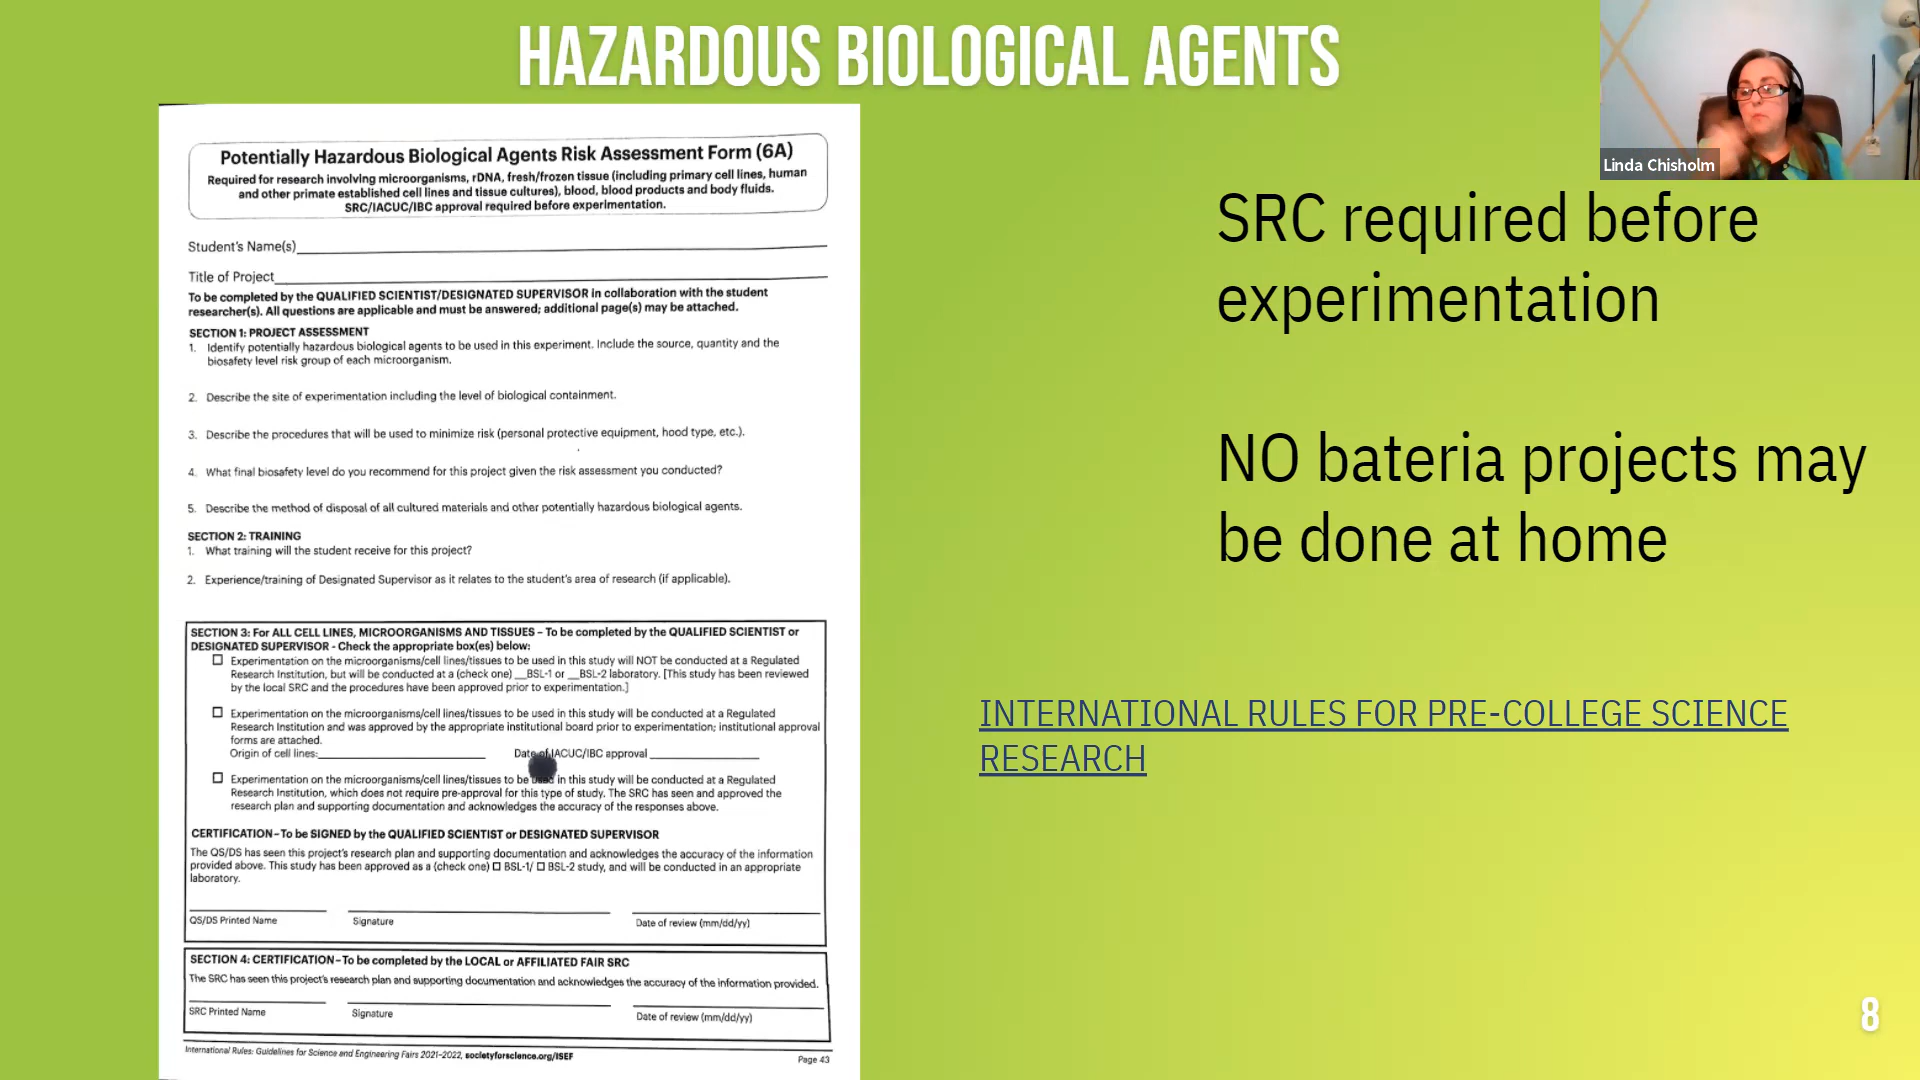 HAZARDOUS BIOLOGICAL AGENTS
Linda Chisholm
Potentially Hazardous Biological Agents Risk Assessment Form (6A)
Required for research involving microorganisms, rDNA, fresh/frozen tissue (including primary cell lines, human
and other primate established cell lines and tissue cultures), blood, blood products and body fluids.
SRC/IACUC/IBC approval required before experimentation.
Student's Name(s)
Title of Project
To be completed by the QUALIFIED SCIENTIST/DESIGNATED SUPERVISOR in collaboration with the student
researcher(s). All questions are applicable and must be answered; additional page(s) may be attached.
SECTION 1: PROJECT ASSESSMENT
1. Identify potentially hazardous biological agents to be used in this experiment. Include the source, quantity and the
biosafety level risk group of each microorganism.
2. Describe the site of experimentation including the level of biological containment.
3. Describe the procedures that will be used to minimize risk (personal protective equipment, hood type, etc.).
4. What final biosafety level do you recommend for this project given the risk assessment you conducted?
5. Describe the method of disposal of all cultured materials and other potentially hazardous biological agents.
SECTION 2: TRAINING
1. What training will the student receive for this project?
2. Experience/training of Designated Supervisor as it relates to the student's area of research (if applicable).
SECTION 3: For ALL CELL LINES, MICROORGANISMS AND TISSUES – To be completed by the QUALIFIED SCIENTIST or
DESIGNATED SUPERVISOR - Check the appropriate box(es) below:
☐ Experimentation on the microorganisms/cell lines/tissues to be used in this study will NOT be conducted at a Regulated
Research Institution, but will be conducted at a (check one) __BSL-1 or __BSL-2 laboratory. [This study has been reviewed
by the local SRC and the procedures have been approved prior to experimentation.]
☐ Experimentation on the microorganisms/cell lines/tissues to be used in this study will be conducted at a Regulated
Research Institution and was approved by the appropriate institutional board prior to experimentation; institutional approval
forms are attached.
Origin of cell lines: Date of IACUC/IBC approval
☐ Experimentation on the microorganisms/cell lines/tissues to be used in this study will be conducted at a Regulated
Research Institution, which does not require pre-approval for this type of study. The SRC has seen and approved the
research plan and supporting documentation and acknowledges the accuracy of the responses above.
CERTIFICATION – To be SIGNED by the QUALIFIED SCIENTIST or DESIGNATED SUPERVISOR
The QS/DS has seen this project's research plan and supporting documentation and acknowledges the accuracy of the information
provided above. This study has been approved as a (check one) ☐ BSL-1/ ☐ BSL-2 study, and will be conducted in an appropriate
laboratory.
QS/DS Printed Name Signature Date of review (mm/dd/yy)
SECTION 4: CERTIFICATION – To be completed by the LOCAL or AFFILIATED FAIR SRC
The SRC has seen this project's research plan and supporting documentation and acknowledges the accuracy of the information provided.
SRC Printed Name Signature Date of review (mm/dd/yy)
International Rules: Guidelines for Science and Engineering Fairs 2021–2022, societyforscience.org/ISEF Page 43
SRC required before
experimentation
NO bateria projects may
be done at home
INTERNATIONAL RULES FOR PRE-COLLEGE SCIENCE
RESEARCH
8